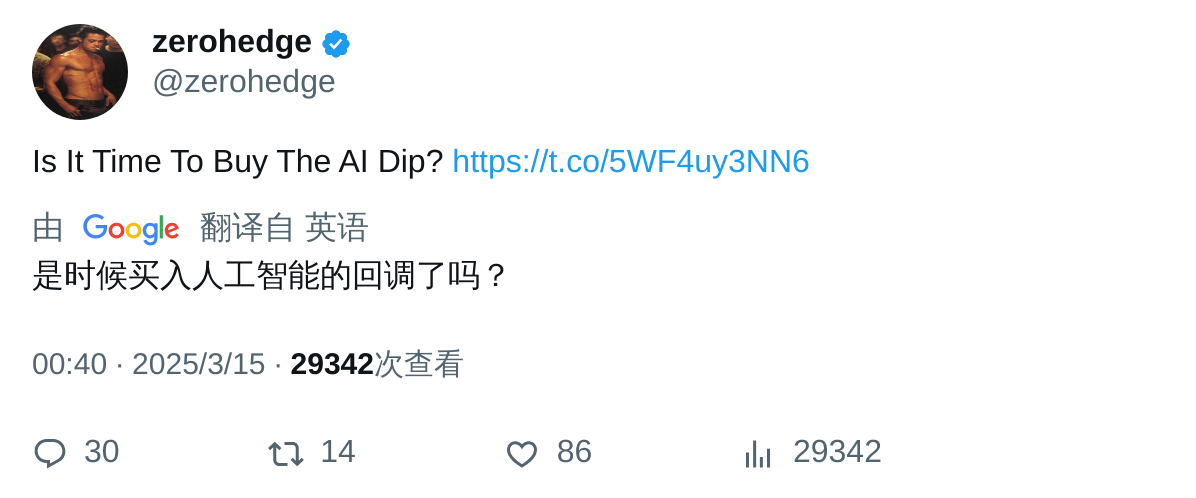 zerohedge
@zerohedge
Is It Time To Buy The AI Dip? https://t.co/5WF4uy3NN6
由 Google 翻译自 英语
是时候买入人工智能的回调了吗？
00:40 · 2025/3/15 · 29342次查看
30 14 86 29342